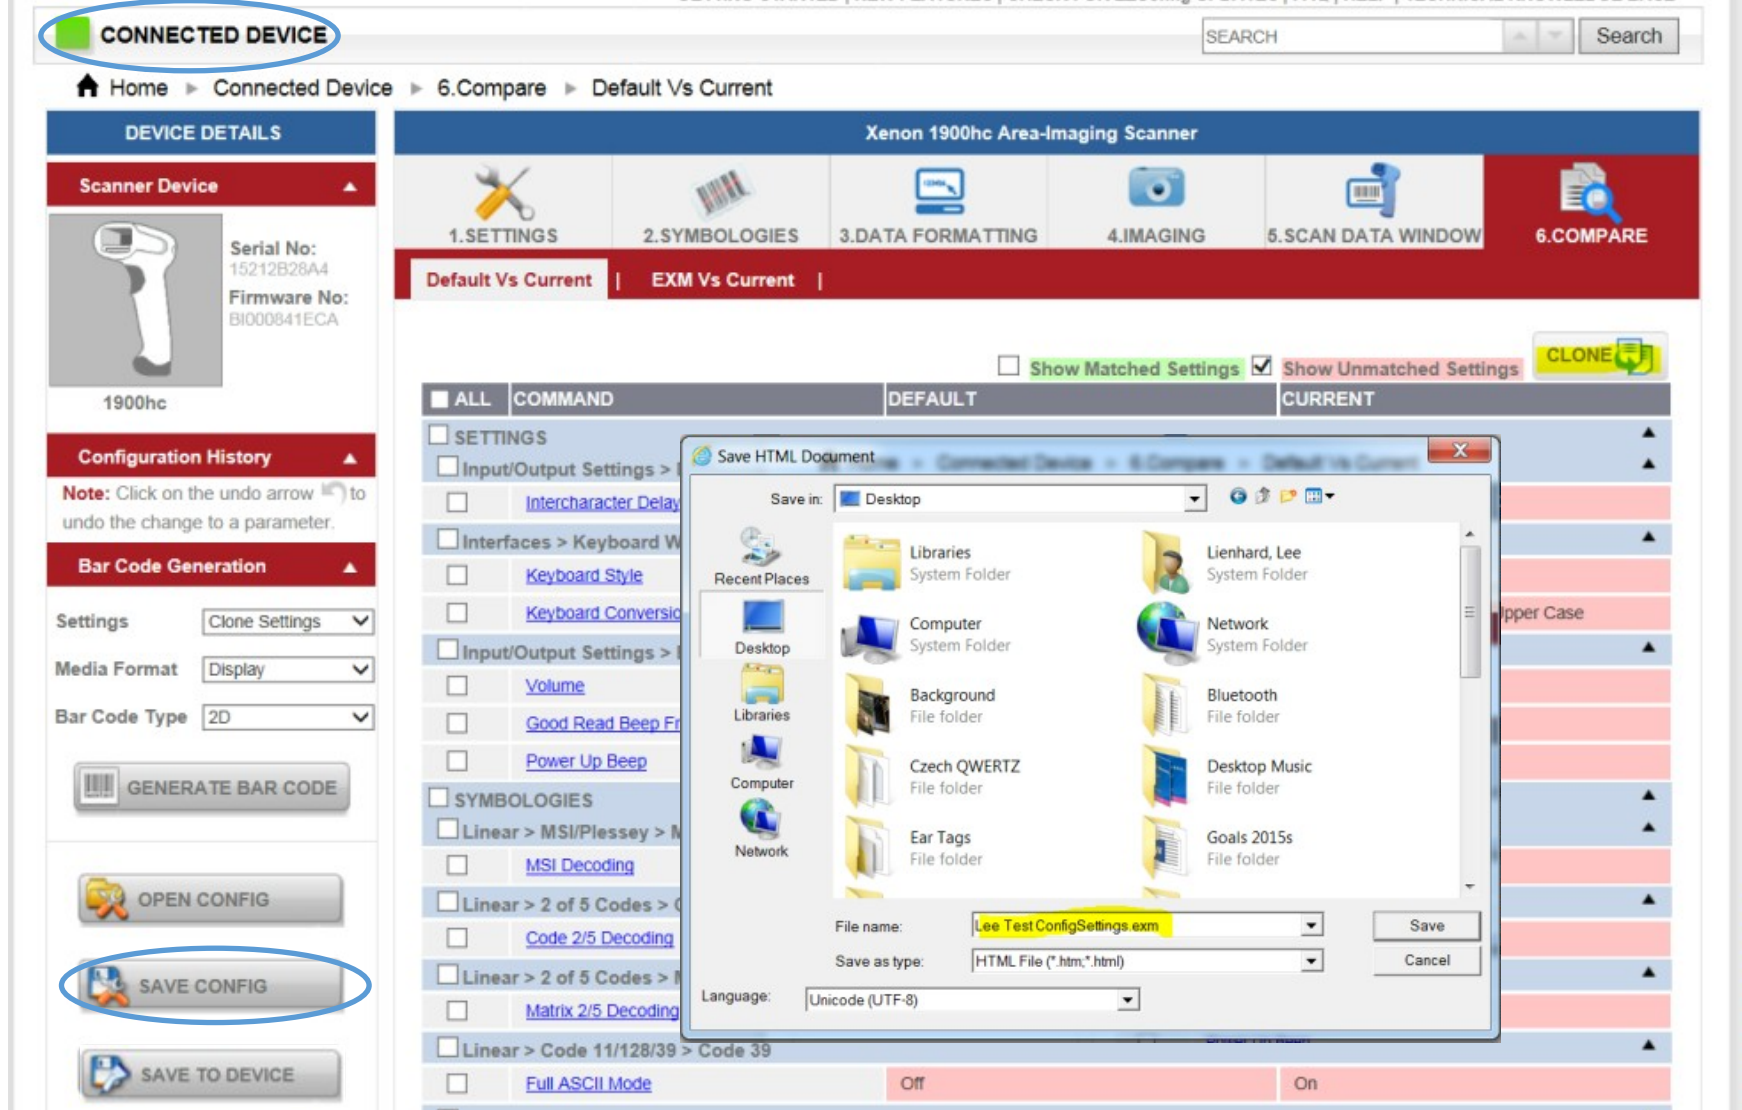 CONNECTED DEVICE
SEARCH
Search
Home ▶ Connected Device ▶ 6.Compare ▶ Default Vs Current
DEVICE DETAILS
Xenon 1900hc Area-Imaging Scanner
Scanner Device
Serial No:
15212B28A4
Firmware No:
BI000841ECA
1900hc
1.SETTINGS
2.SYMBOLOGIES
3.DATA FORMATTING
4.IMAGING
5.SCAN DATA WINDOW
6.COMPARE
Default Vs Current | EXM Vs Current |
Show Matched Settings
Show Unmatched Settings
CLONE
ALL COMMAND DEFAULT CURRENT
Configuration History
Note: Click on the undo arrow to
undo the change to a parameter.
Bar Code Generation
Settings Clone Settings
Media Format Display
Bar Code Type 2D
GENERATE BAR CODE
OPEN CONFIG
SAVE CONFIG
SAVE TO DEVICE
SETTINGS
Input/Output Settings >
Intercharacter Delay
Interfaces > Keyboard W
Keyboard Style
Keyboard Conversio
pper Case
Input/Output Settings >
Volume
Good Read Beep Fr
Power Up Beep
SYMBOLOGIES
Linear > MSI/Plessey > M
MSI Decoding
Linear > 2 of 5 Codes >
Code 2/5 Decoding
Linear > 2 of 5 Codes >
Matrix 2/5 Decoding
Linear > Code 11/128/39 > Code 39
Full ASCII Mode Off On
Save HTML Document
Connected Device > 6.Compare > Default Vs Current
Save in: Desktop
Recent Places
Desktop
Libraries
Computer
Network
Libraries
System Folder
Lienhard, Lee
System Folder
Computer
System Folder
Network
System Folder
Background
File folder
Bluetooth
File folder
Czech QWERTZ
File folder
Desktop Music
File folder
Ear Tags
File folder
Goals 2015s
File folder
File name: Lee Test ConfigSettings.exm
Save
Save as type: HTML File (*.htm;*.html)
Cancel
Language: Unicode (UTF-8)